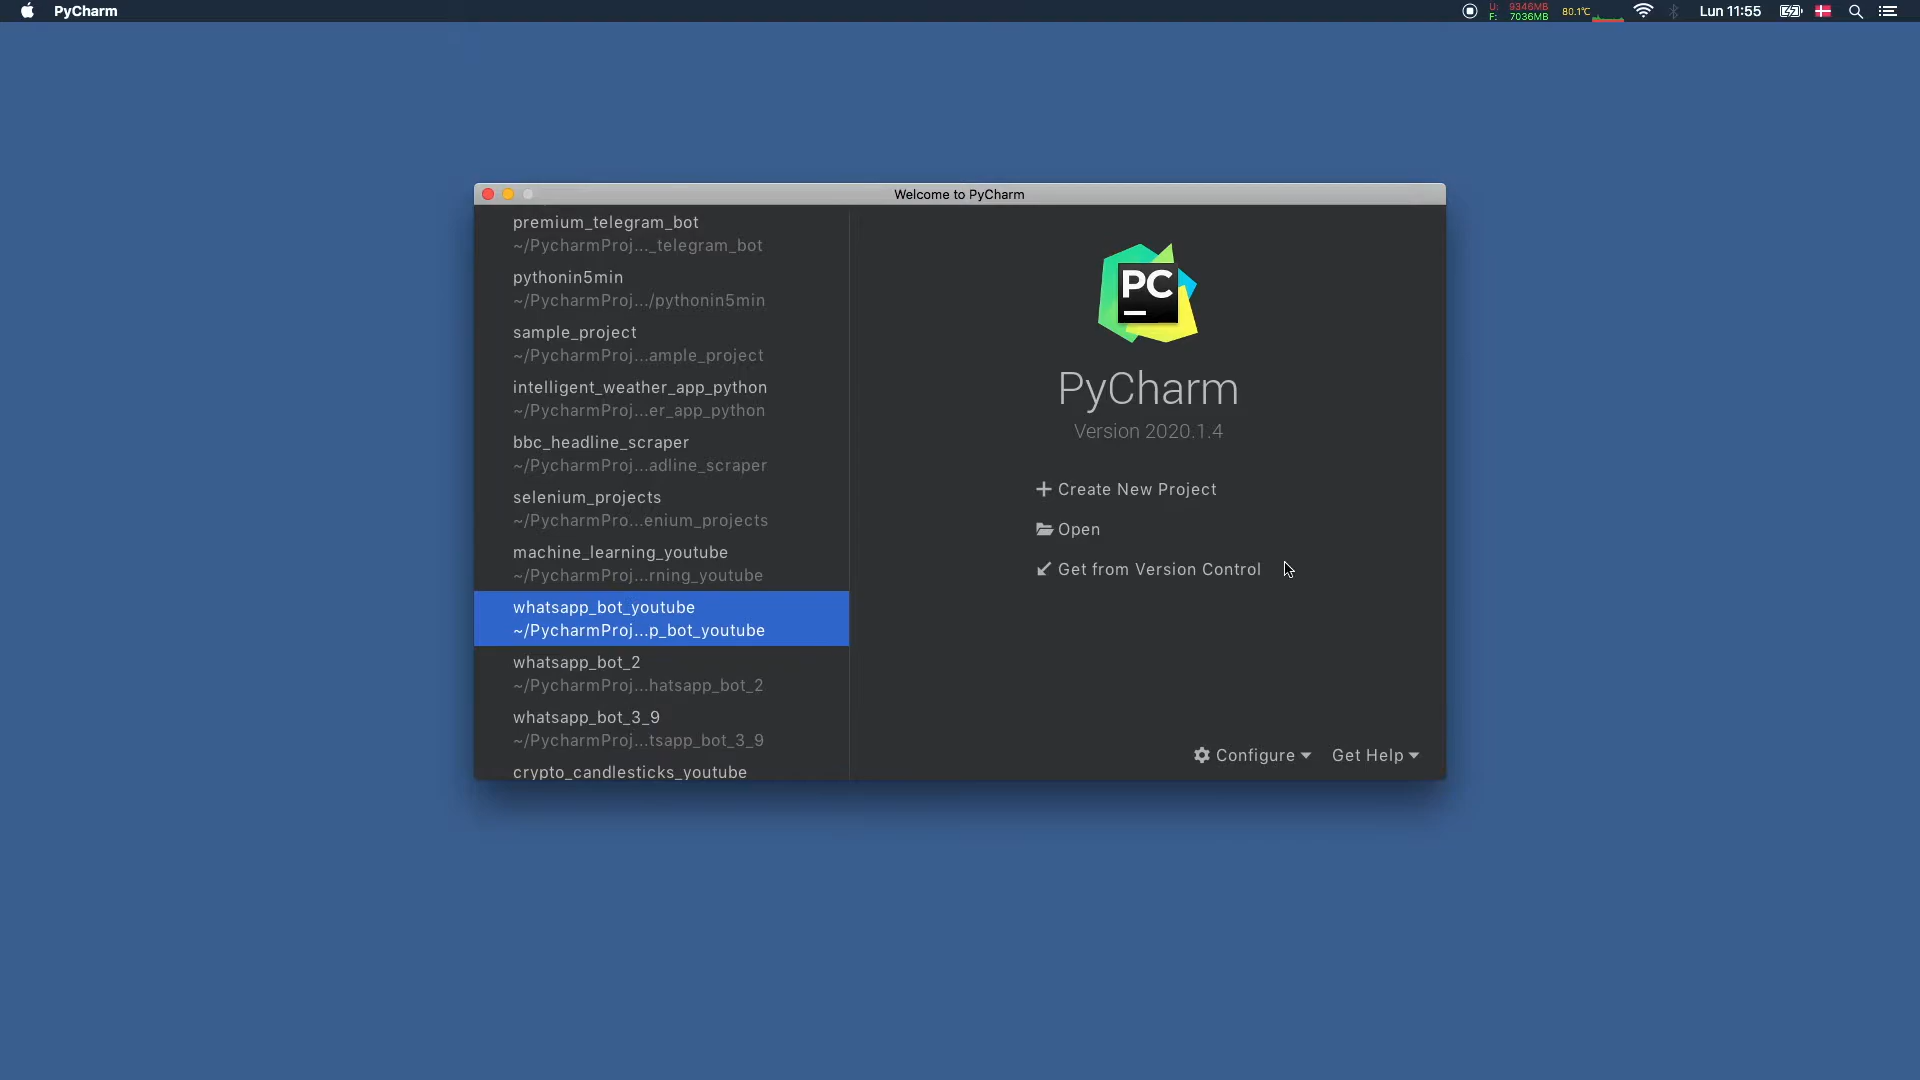 PyCharm
U: 9346MB
F: 7036MB
80.1°C
Lun 11:55
Welcome to PyCharm
premium_telegram_bot
~/PycharmProj..._telegram_bot
pythonin5min
~/PycharmProj.../pythonin5min
sample_project
~/PycharmProj...ample_project
intelligent_weather_app_python
~/PycharmProj...er_app_python
bbc_headline_scraper
~/PycharmProj...adline_scraper
selenium_projects
~/PycharmPro...enium_projects
machine_learning_youtube
~/PycharmProj...rning_youtube
whatsapp_bot_youtube
~/PycharmProj...p_bot_youtube
whatsapp_bot_2
~/PycharmProj...hatsapp_bot_2
whatsapp_bot_3_9
~/PycharmProj...tsapp_bot_3_9
crypto_candlesticks_youtube
PC
PyCharm
Version 2020.1.4
Create New Project
Open
Get from Version Control
Configure
Get Help